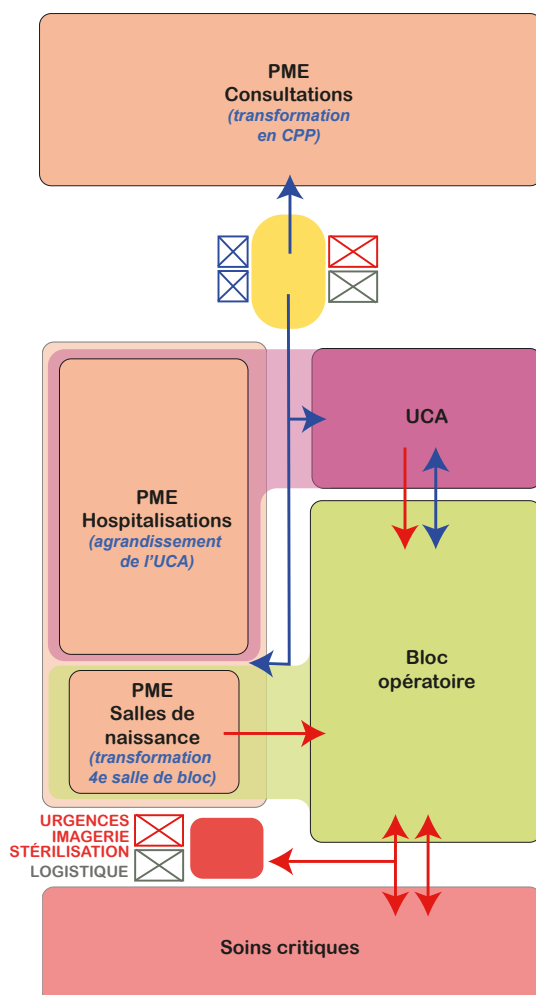 PME
Consultations
(transformation
en CPP)
UCA
PME
Hospitalisations
(agrandissement
de l'UCA)
Bloc
opératoire
PME
Salles de
naissance
(transformation
4e salle de bloc)
URGENCES
IMAGERIE
STÉRILISATION
LOGISTIQUE
Soins critiques